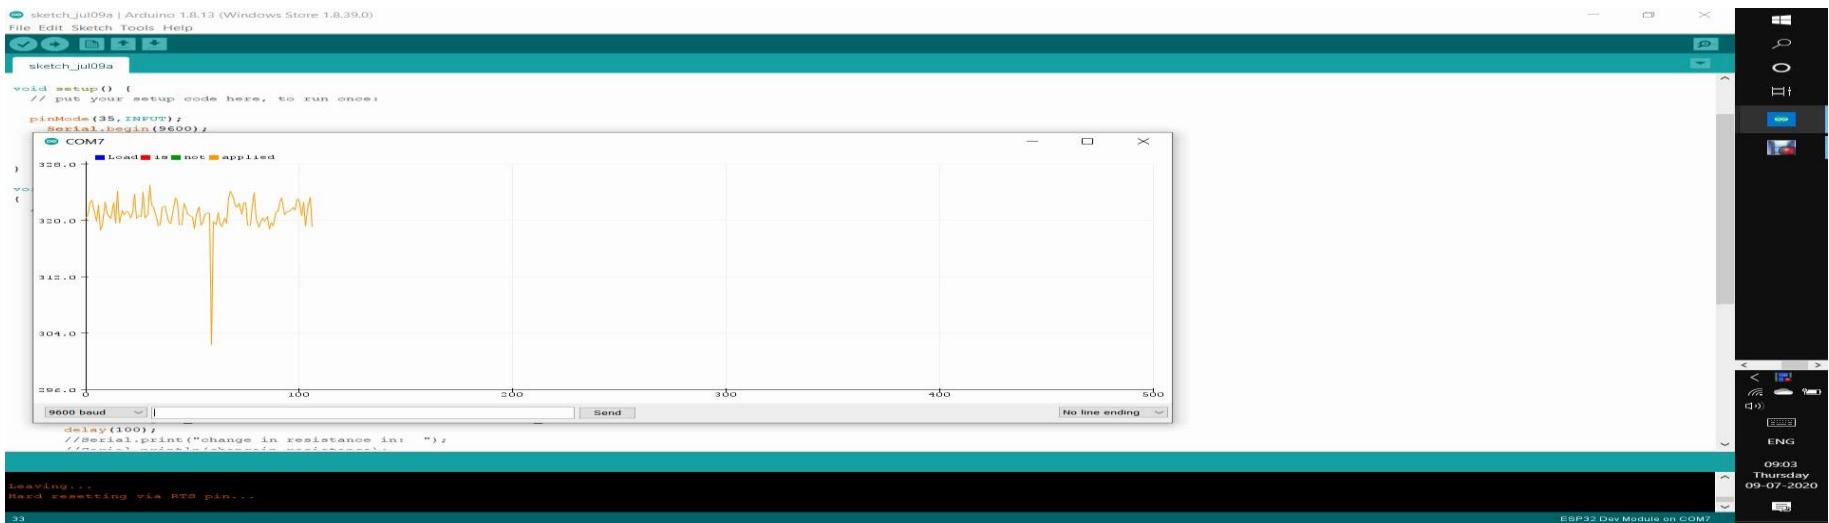 sketch_jul09a | Arduino 1.8.13 (Windows Store 1.8.39.0)
File Edit Sketch Tools Help
sketch_jul09a
void setup() {
// put your setup code here, to run once:
pinMode(35,INPUT);
Serial.begin(9600);
}
{
COM7
Load is not applied
328.0
320.0
312.0
304.0
296.0
0 100 200 300 400 500
9600 baud
Send
No line ending
delay(100);
//Serial.print("change in resistance in: ");
Leaving...
Hard resetting via RTS pin...
33
ESP32 Dev Module on COM7
ENG
09:03
Thursday
09-07-2020